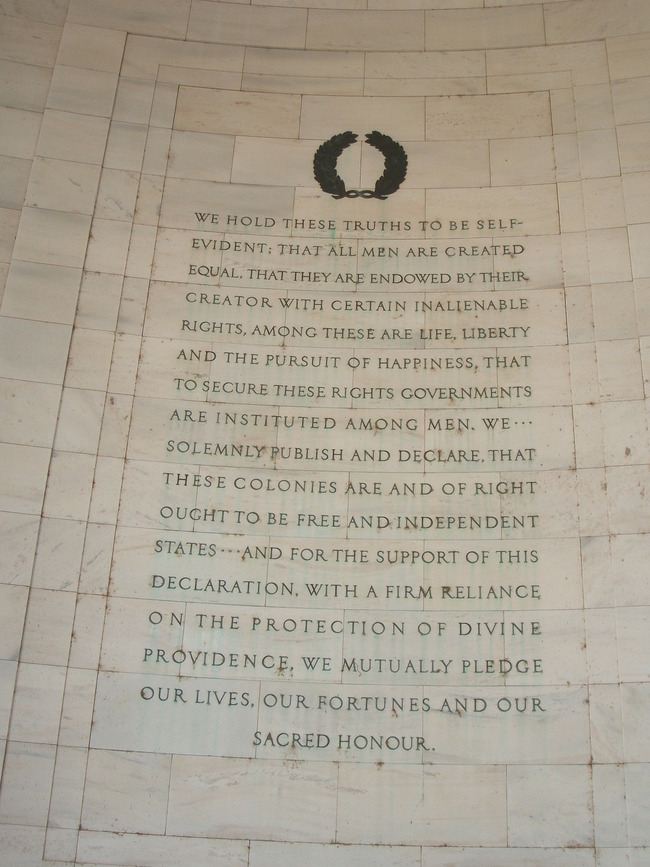 WE HOLD THESE TRUTHS TO BE SELF-
EVIDENT: THAT ALL MEN ARE CREATED
EQUAL, THAT THEY ARE ENDOWED BY THEIR
CREATOR WITH CERTAIN INALIENABLE
RIGHTS, AMONG THESE ARE LIFE, LIBERTY
AND THE PURSUIT OF HAPPINESS, THAT
TO SECURE THESE RIGHTS GOVERNMENTS
ARE INSTITUTED AMONG MEN. WE···
SOLEMNLY PUBLISH AND DECLARE, THAT
THESE COLONIES ARE AND OF RIGHT
OUGHT TO BE FREE AND INDEPENDENT
STATES···AND FOR THE SUPPORT OF THIS
DECLARATION, WITH A FIRM RELIANCE
ON THE PROTECTION OF DIVINE
PROVIDENCE, WE MUTUALLY PLEDGE
OUR LIVES, OUR FORTUNES AND OUR
SACRED HONOUR.